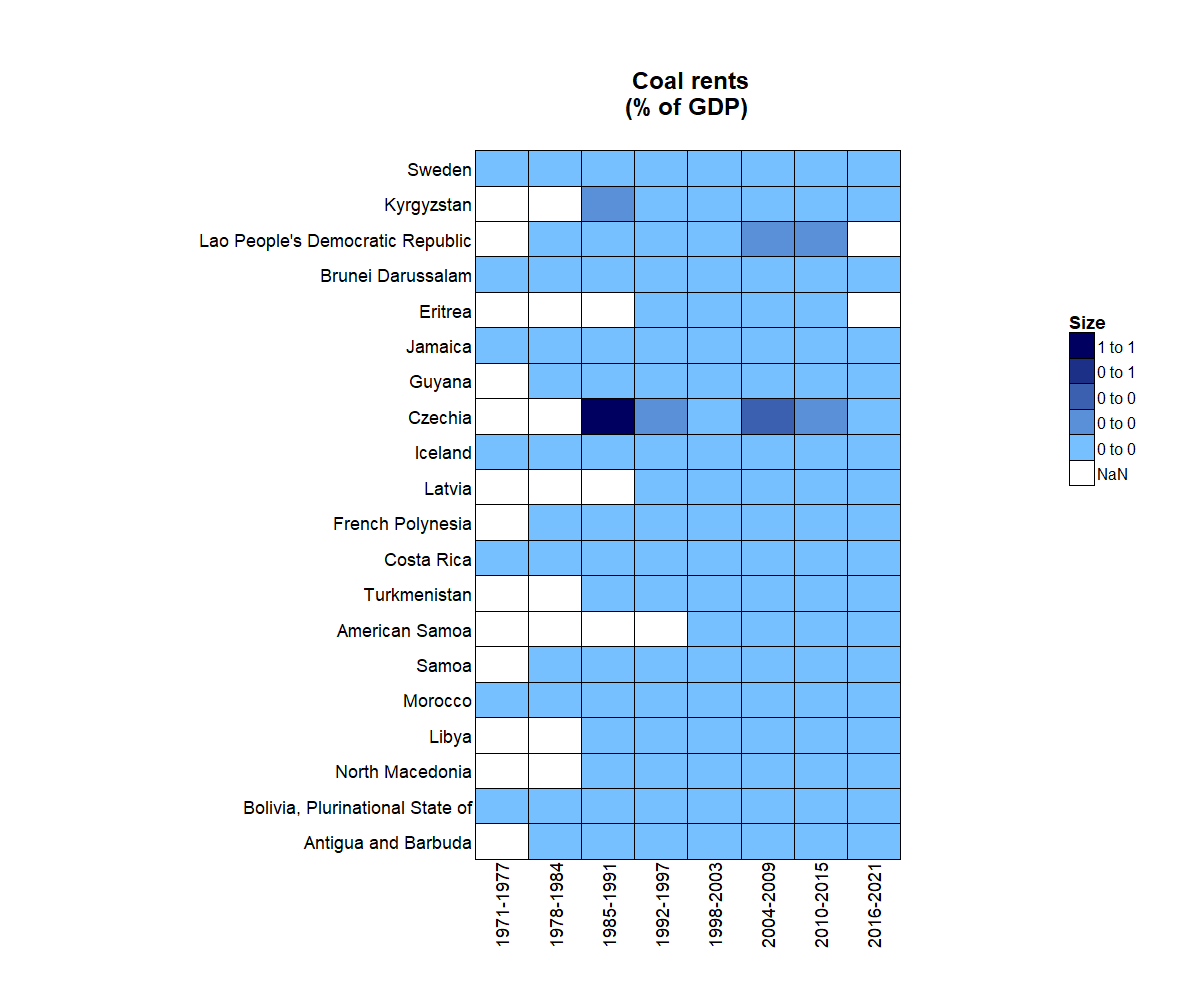 Coal rents
(% of GDP)
Sweden
Kyrgyzstan
Lao People's Democratic Republic
Brunei Darussalam
Eritrea
Jamaica
Guyana
Czechia
Iceland
Latvia
French Polynesia
Costa Rica
Turkmenistan
American Samoa
Samoa
Morocco
Libya
North Macedonia
Bolivia, Plurinational State of
Antigua and Barbuda
1971-1977
1978-1984
1985-1991
1992-1997
1998-2003
2004-2009
2010-2015
2016-2021
Size
1 to 1
0 to 1
0 to 0
0 to 0
0 to 0
NaN